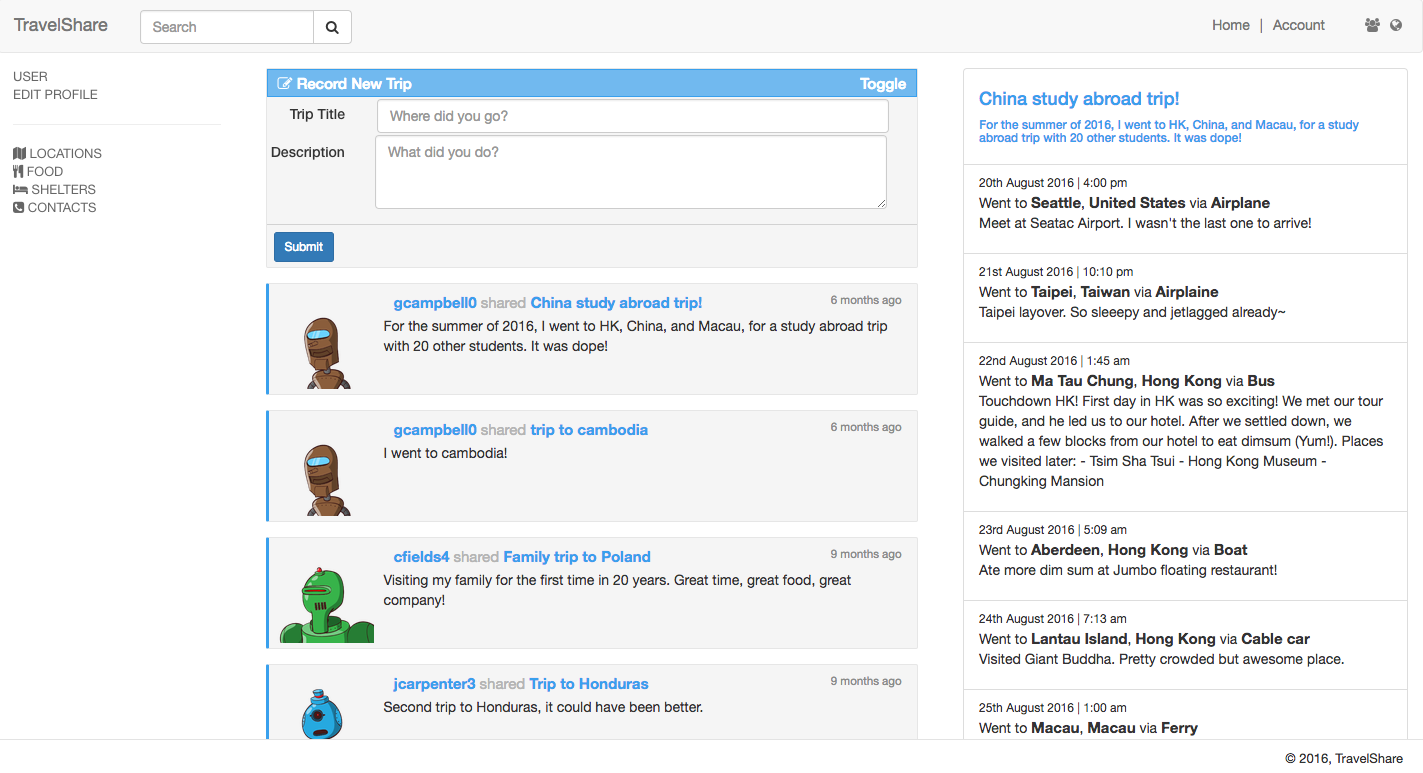 TravelShare
Search
Home | Account
USER
EDIT PROFILE
LOCATIONS
FOOD
SHELTERS
CONTACTS
Record New Trip
Toggle
Trip Title
Where did you go?
Description
What did you do?
Submit
gcampbell0 shared China study abroad trip!
6 months ago
For the summer of 2016, I went to HK, China, and Macau, for a study abroad trip
with 20 other students. It was dope!
gcampbell0 shared trip to cambodia
6 months ago
I went to cambodia!
cfields4 shared Family trip to Poland
9 months ago
Visiting my family for the first time in 20 years. Great time, great food, great
company!
jcarpenter3 shared Trip to Honduras
9 months ago
Second trip to Honduras, it could have been better.
China study abroad trip!
For the summer of 2016, I went to HK, China, and Macau, for a study
abroad trip with 20 other students. It was dope!
20th August 2016 | 4:00 pm
Went to Seattle, United States via Airplane
Meet at Seatac Airport. I wasn't the last one to arrive!
21st August 2016 | 10:10 pm
Went to Taipei, Taiwan via Airplaine
Taipei layover. So sleeepy and jetlagged already~
22nd August 2016 | 1:45 am
Went to Ma Tau Chung, Hong Kong via Bus
Touchdown HK! First day in HK was so exciting! We met our tour
guide, and he led us to our hotel. After we settled down, we
walked a few blocks from our hotel to eat dimsum (Yum!). Places
we visited later: - Tsim Sha Tsui - Hong Kong Museum -
Chungking Mansion
23rd August 2016 | 5:09 am
Went to Aberdeen, Hong Kong via Boat
Ate more dim sum at Jumbo floating restaurant!
24th August 2016 | 7:13 am
Went to Lantau Island, Hong Kong via Cable car
Visited Giant Buddha. Pretty crowded but awesome place.
25th August 2016 | 1:00 am
Went to Macau, Macau via Ferry
© 2016, TravelShare